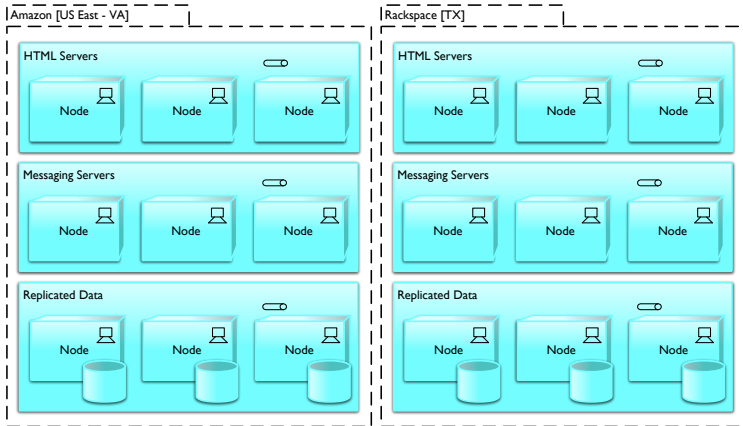 Amazon [US East - VA]
HTML Servers
Node
Node
Node
Messaging Servers
Node
Node
Node
Replicated Data
Node
Node
Node
Rackspace [TX]
HTML Servers
Node
Node
Node
Messaging Servers
Node
Node
Node
Replicated Data
Node
Node
Node